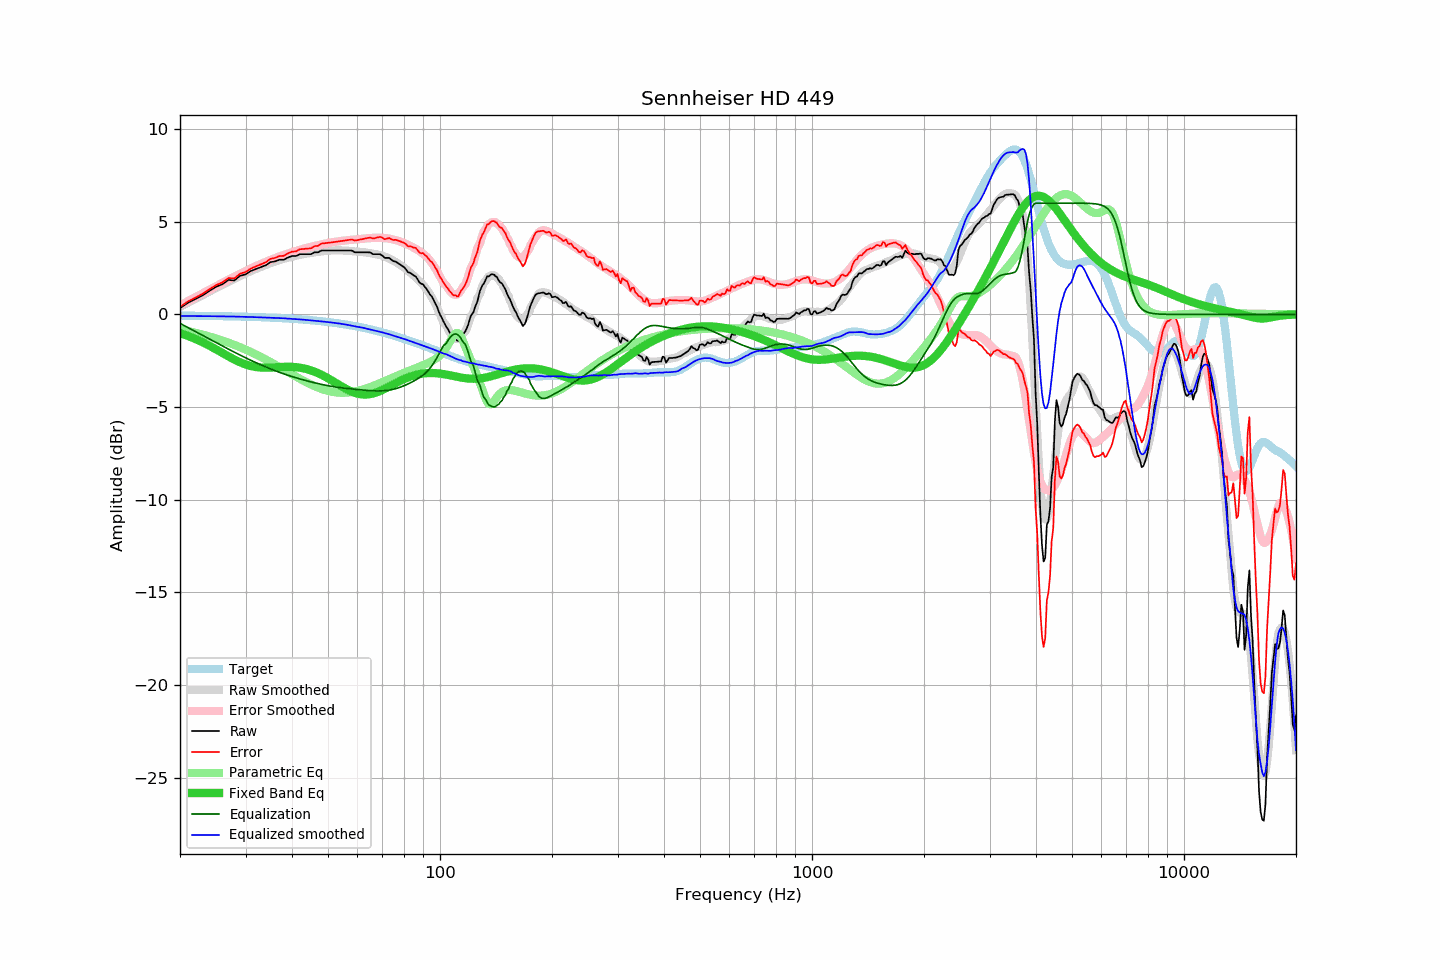 Sennheiser HD 449
10
5
0
−5
−10
−15
−20
−25
Amplitude (dBr)
Target
Raw Smoothed
Error Smoothed
Raw
Error
Parametric Eq
Fixed Band Eq
Equalization
Equalized smoothed
100
1000
10000
Frequency (Hz)